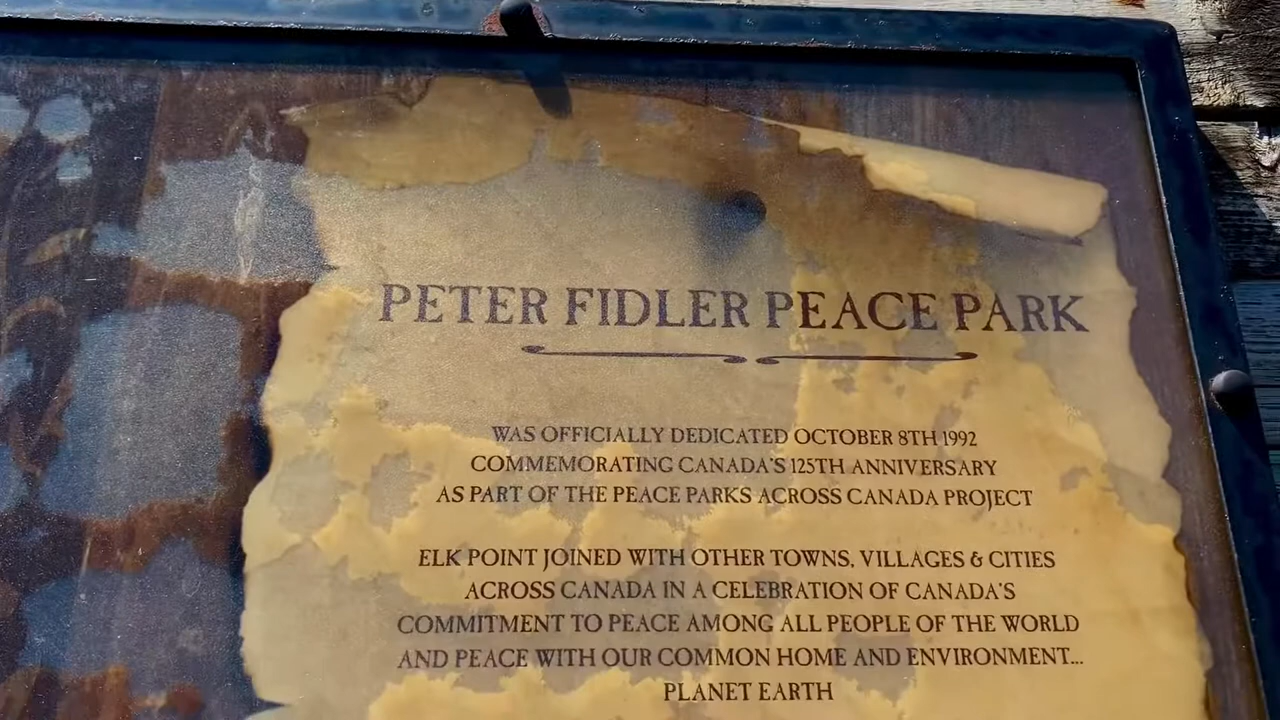 PETER FIDLER PEACE PARK
WAS OFFICIALLY DEDICATED OCTOBER 8TH 1992
COMMEMORATING CANADA'S 125TH ANNIVERSARY
AS PART OF THE PEACE PARKS ACROSS CANADA PROJECT
ELK POINT JOINED WITH OTHER TOWNS, VILLAGES & CITIES
ACROSS CANADA IN A CELEBRATION OF CANADA'S
COMMITMENT TO PEACE AMONG ALL PEOPLE OF THE WORLD
AND PEACE WITH OUR COMMON HOME AND ENVIRONMENT...
PLANET EARTH